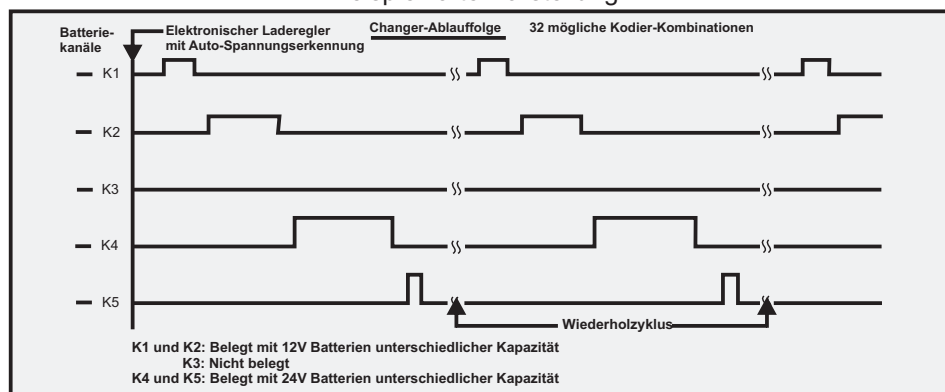 Batterie-
kanäle
Elektronischer Laderegler
mit Auto-Spannungserkennung
Changer-Ablauffolge
32 mögliche Kodier-Kombinationen
K1
K2
K3
K4
K5
Wiederholzyklus
K1 und K2: Belegt mit 12V Batterien unterschiedlicher Kapazität
K3: Nicht belegt
K4 und K5: Belegt mit 24V Batterien unterschiedlicher Kapazität